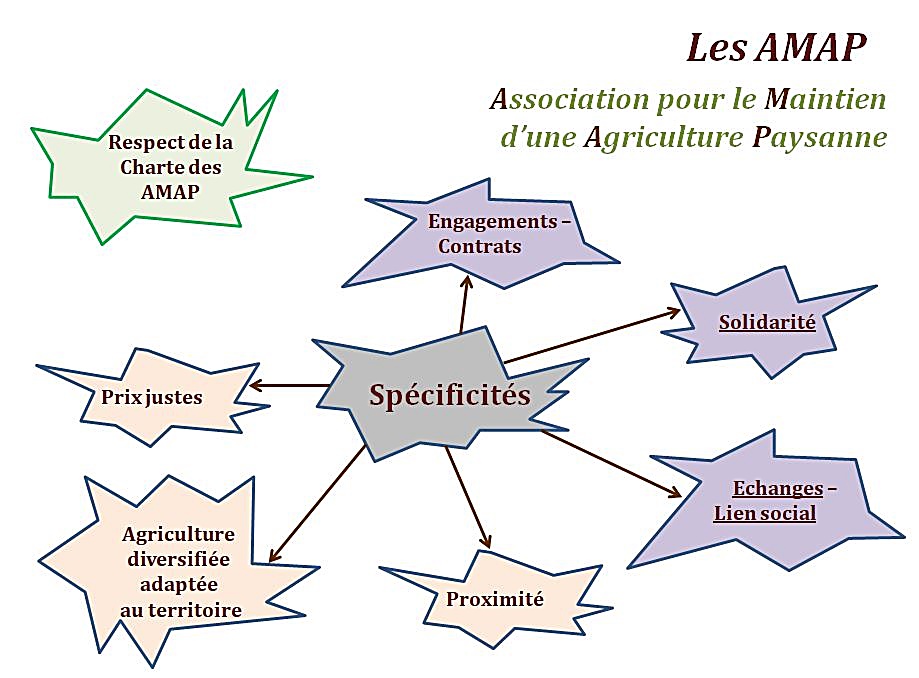 Les AMAP
Association pour le Maintien
d’une Agriculture Paysanne
Respect de la
Charte des
AMAP
Engagements –
Contrats
Solidarité
Spécificités
Prix justes
Echanges –
Lien social
Agriculture
diversifiée
adaptée
au territoire
Proximité